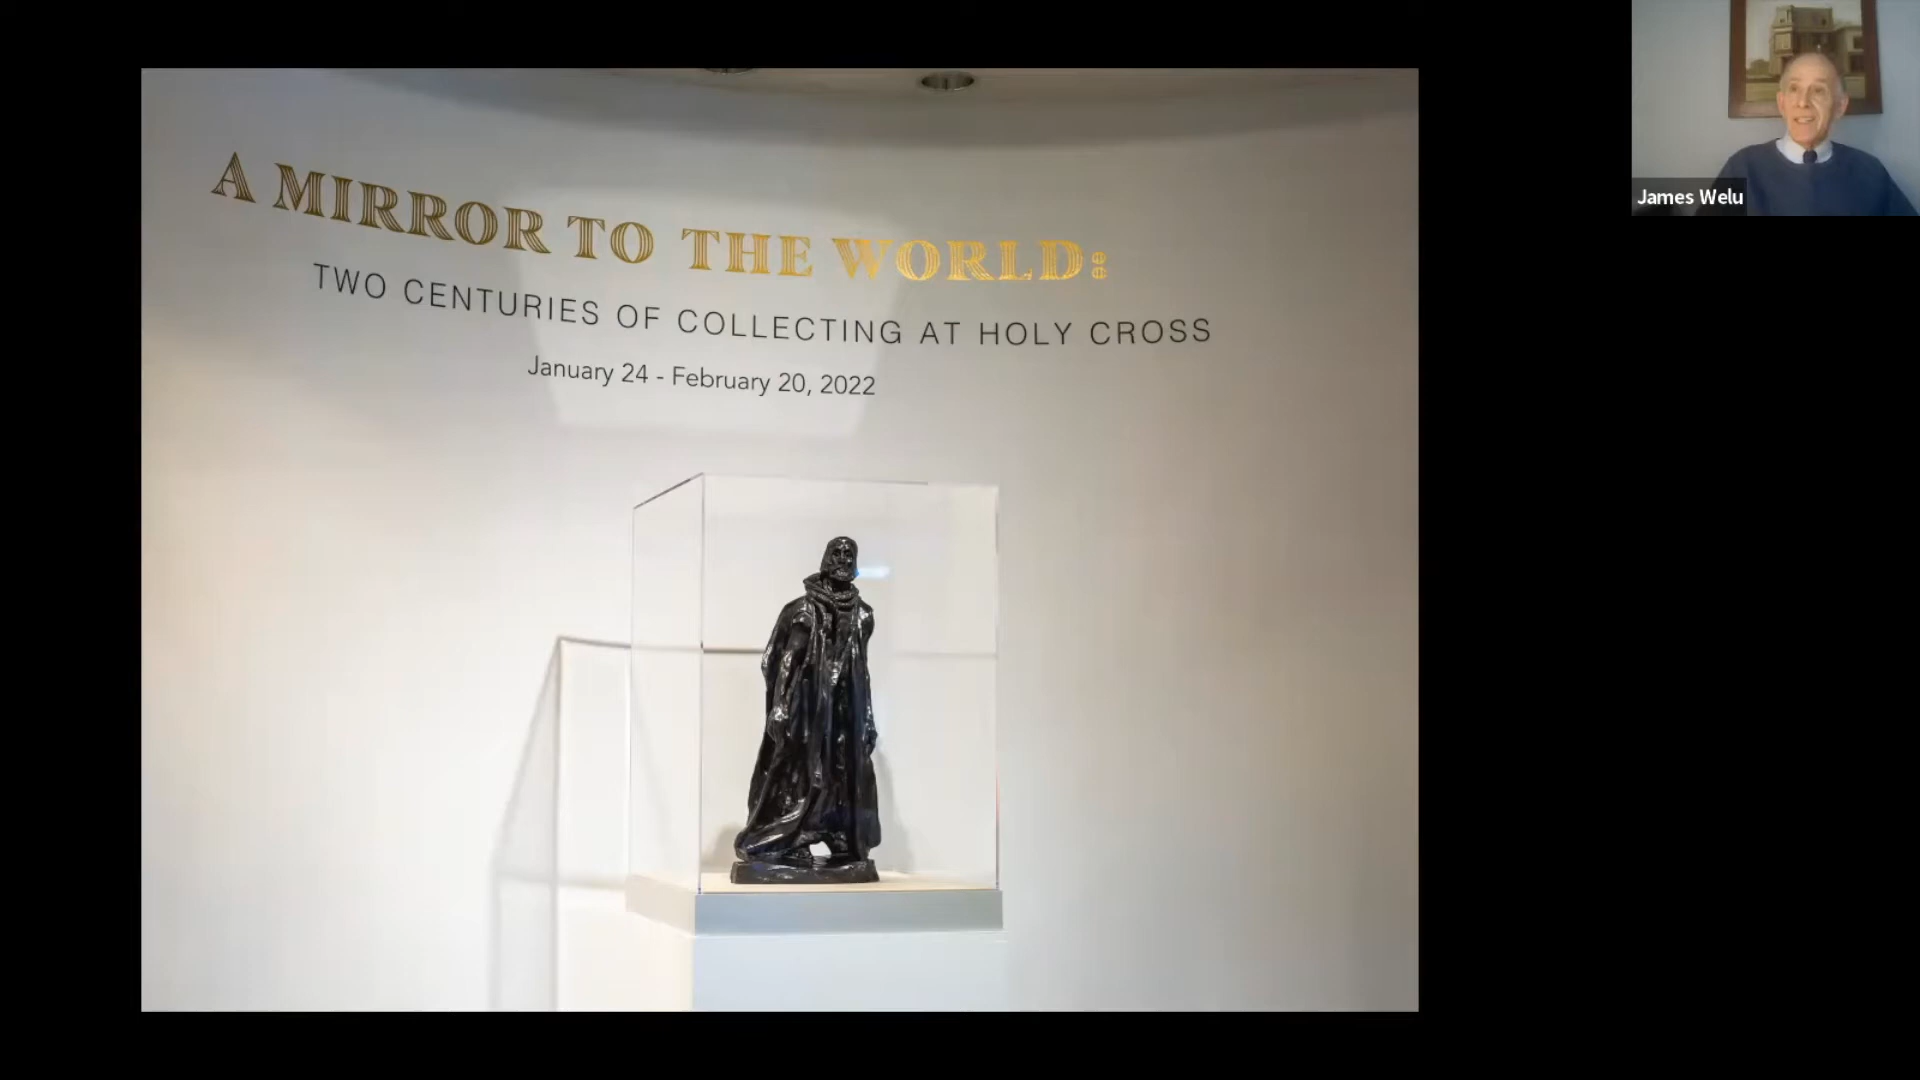 A MIRROR TO THE WORLD:
TWO CENTURIES OF COLLECTING AT HOLY CROSS
January 24 - February 20, 2022
James Welu